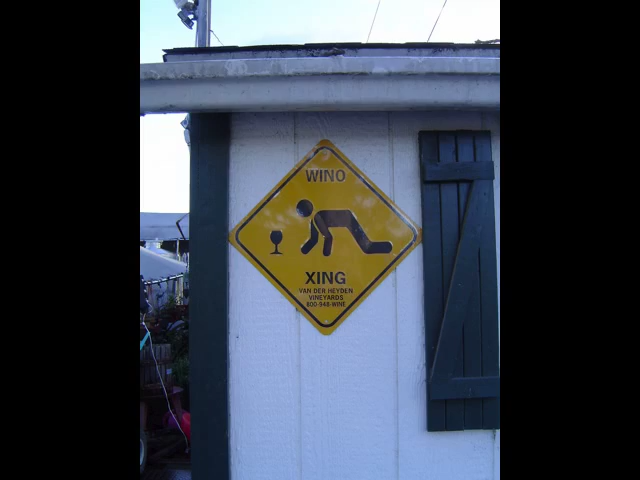 WINO
XING
VAN DER HEYDEN
VINEYARDS
800-948-WINE